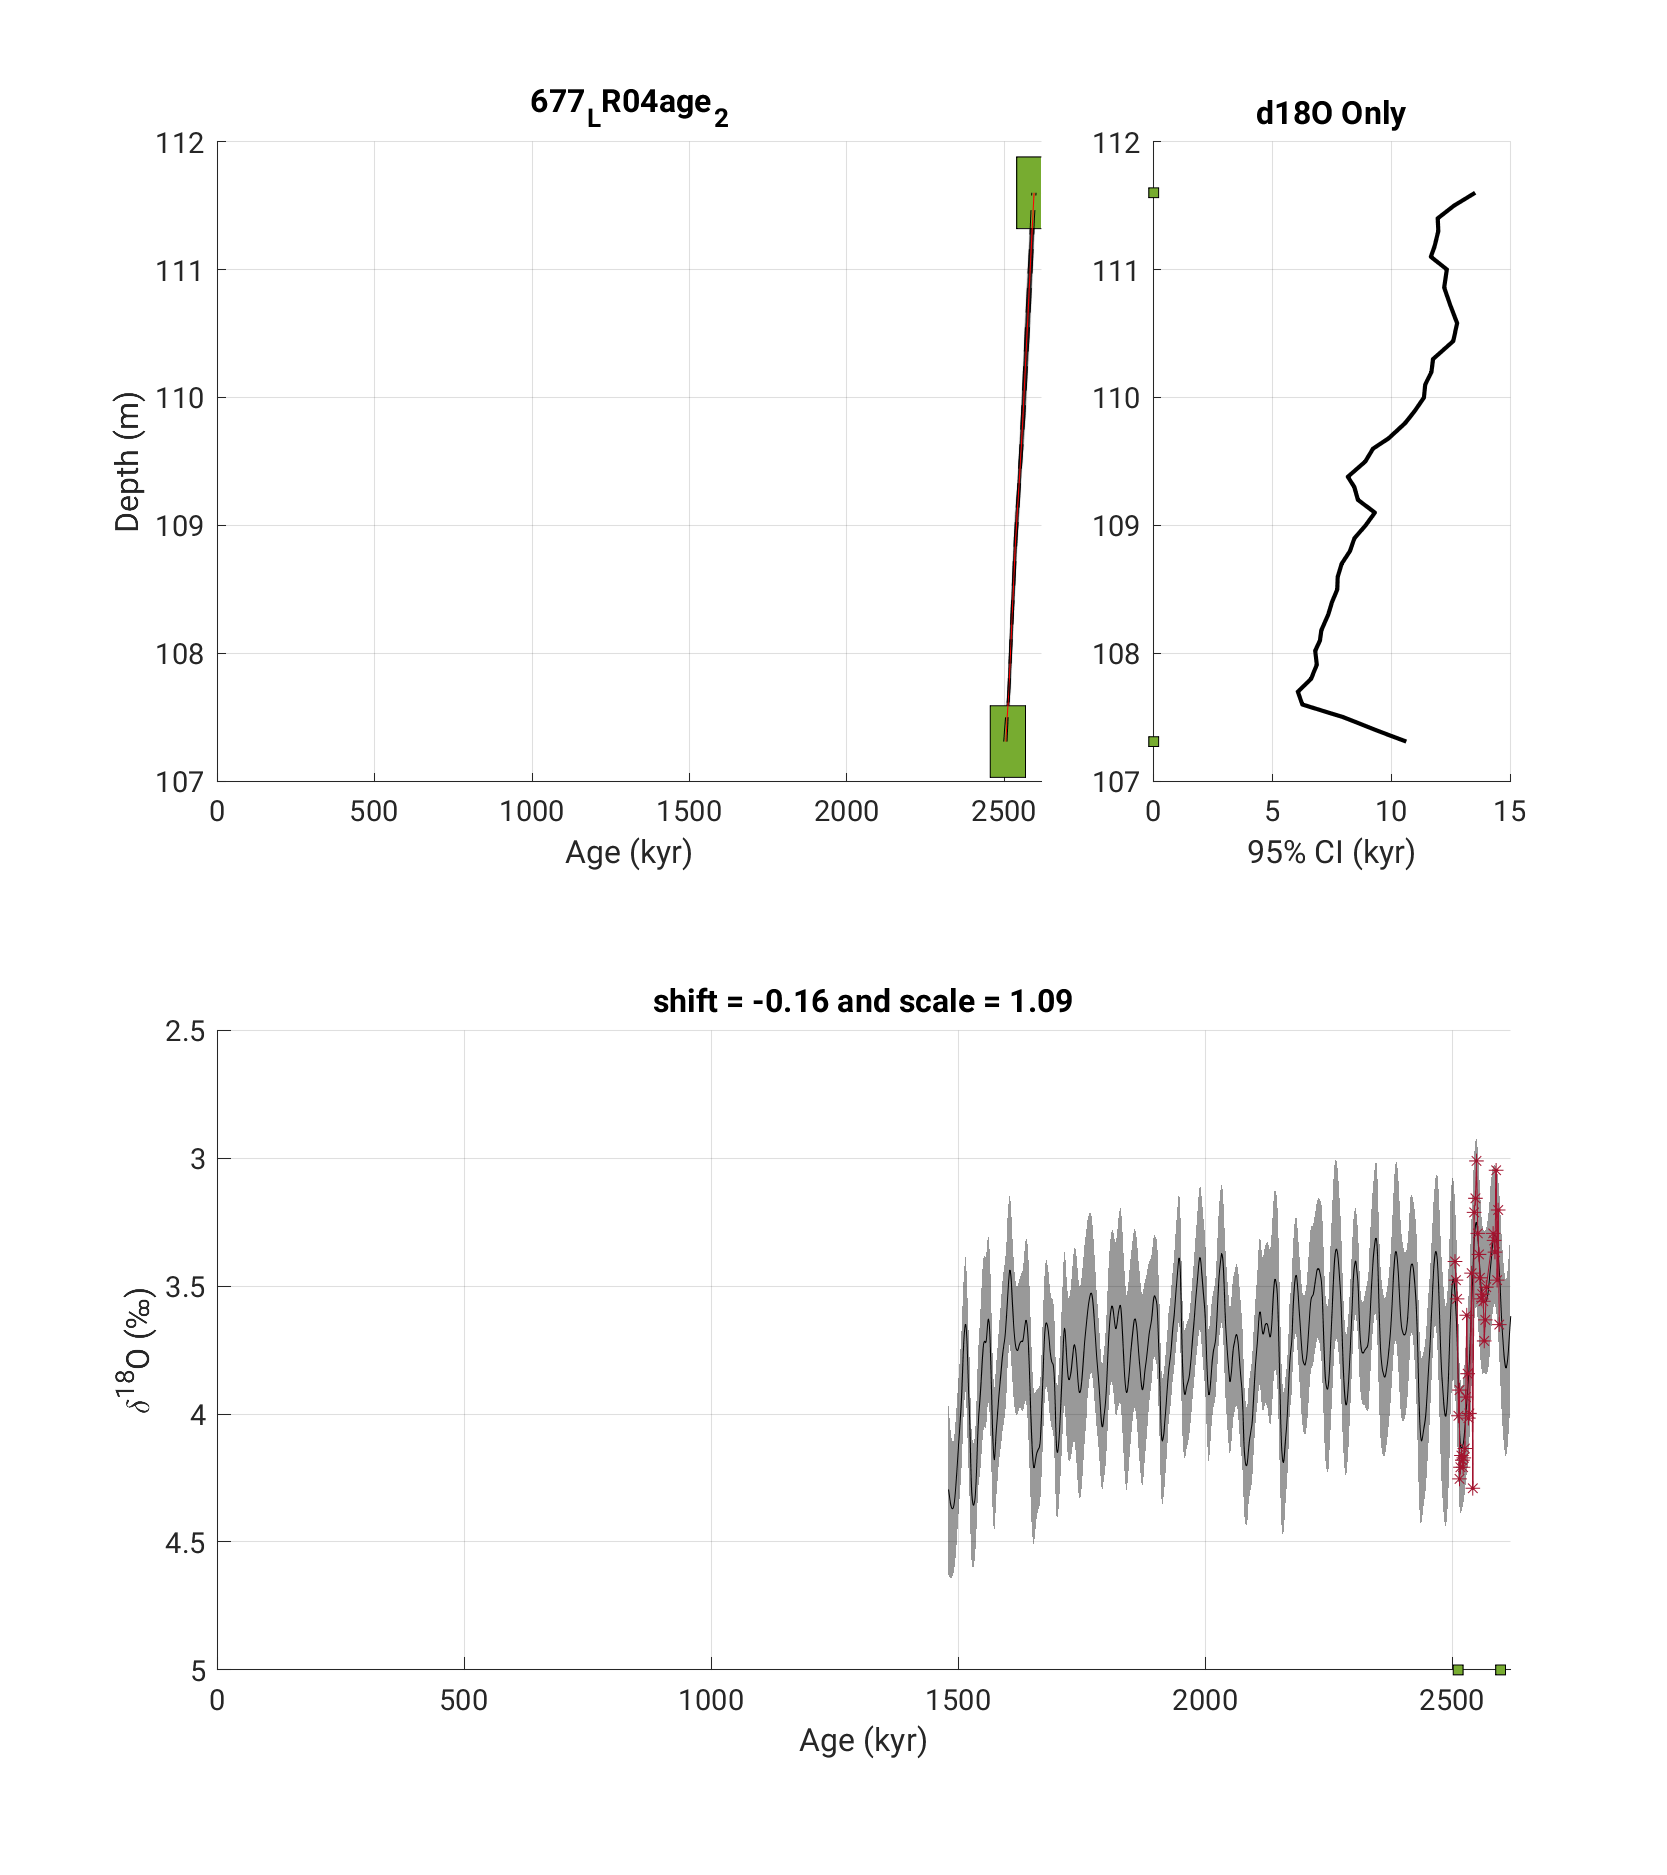 677_LR04age_2
d18O Only
112
111
110
109
108
107
Depth (m)
0 500 1000 1500 2000 2500
Age (kyr)
112
111
110
109
108
107
0 5 10 15
95% CI (kyr)
shift = -0.16 and scale = 1.09
2.5
3
3.5
4
4.5
5
δ¹⁸O (‰)
0 500 1000 1500 2000 2500
Age (kyr)